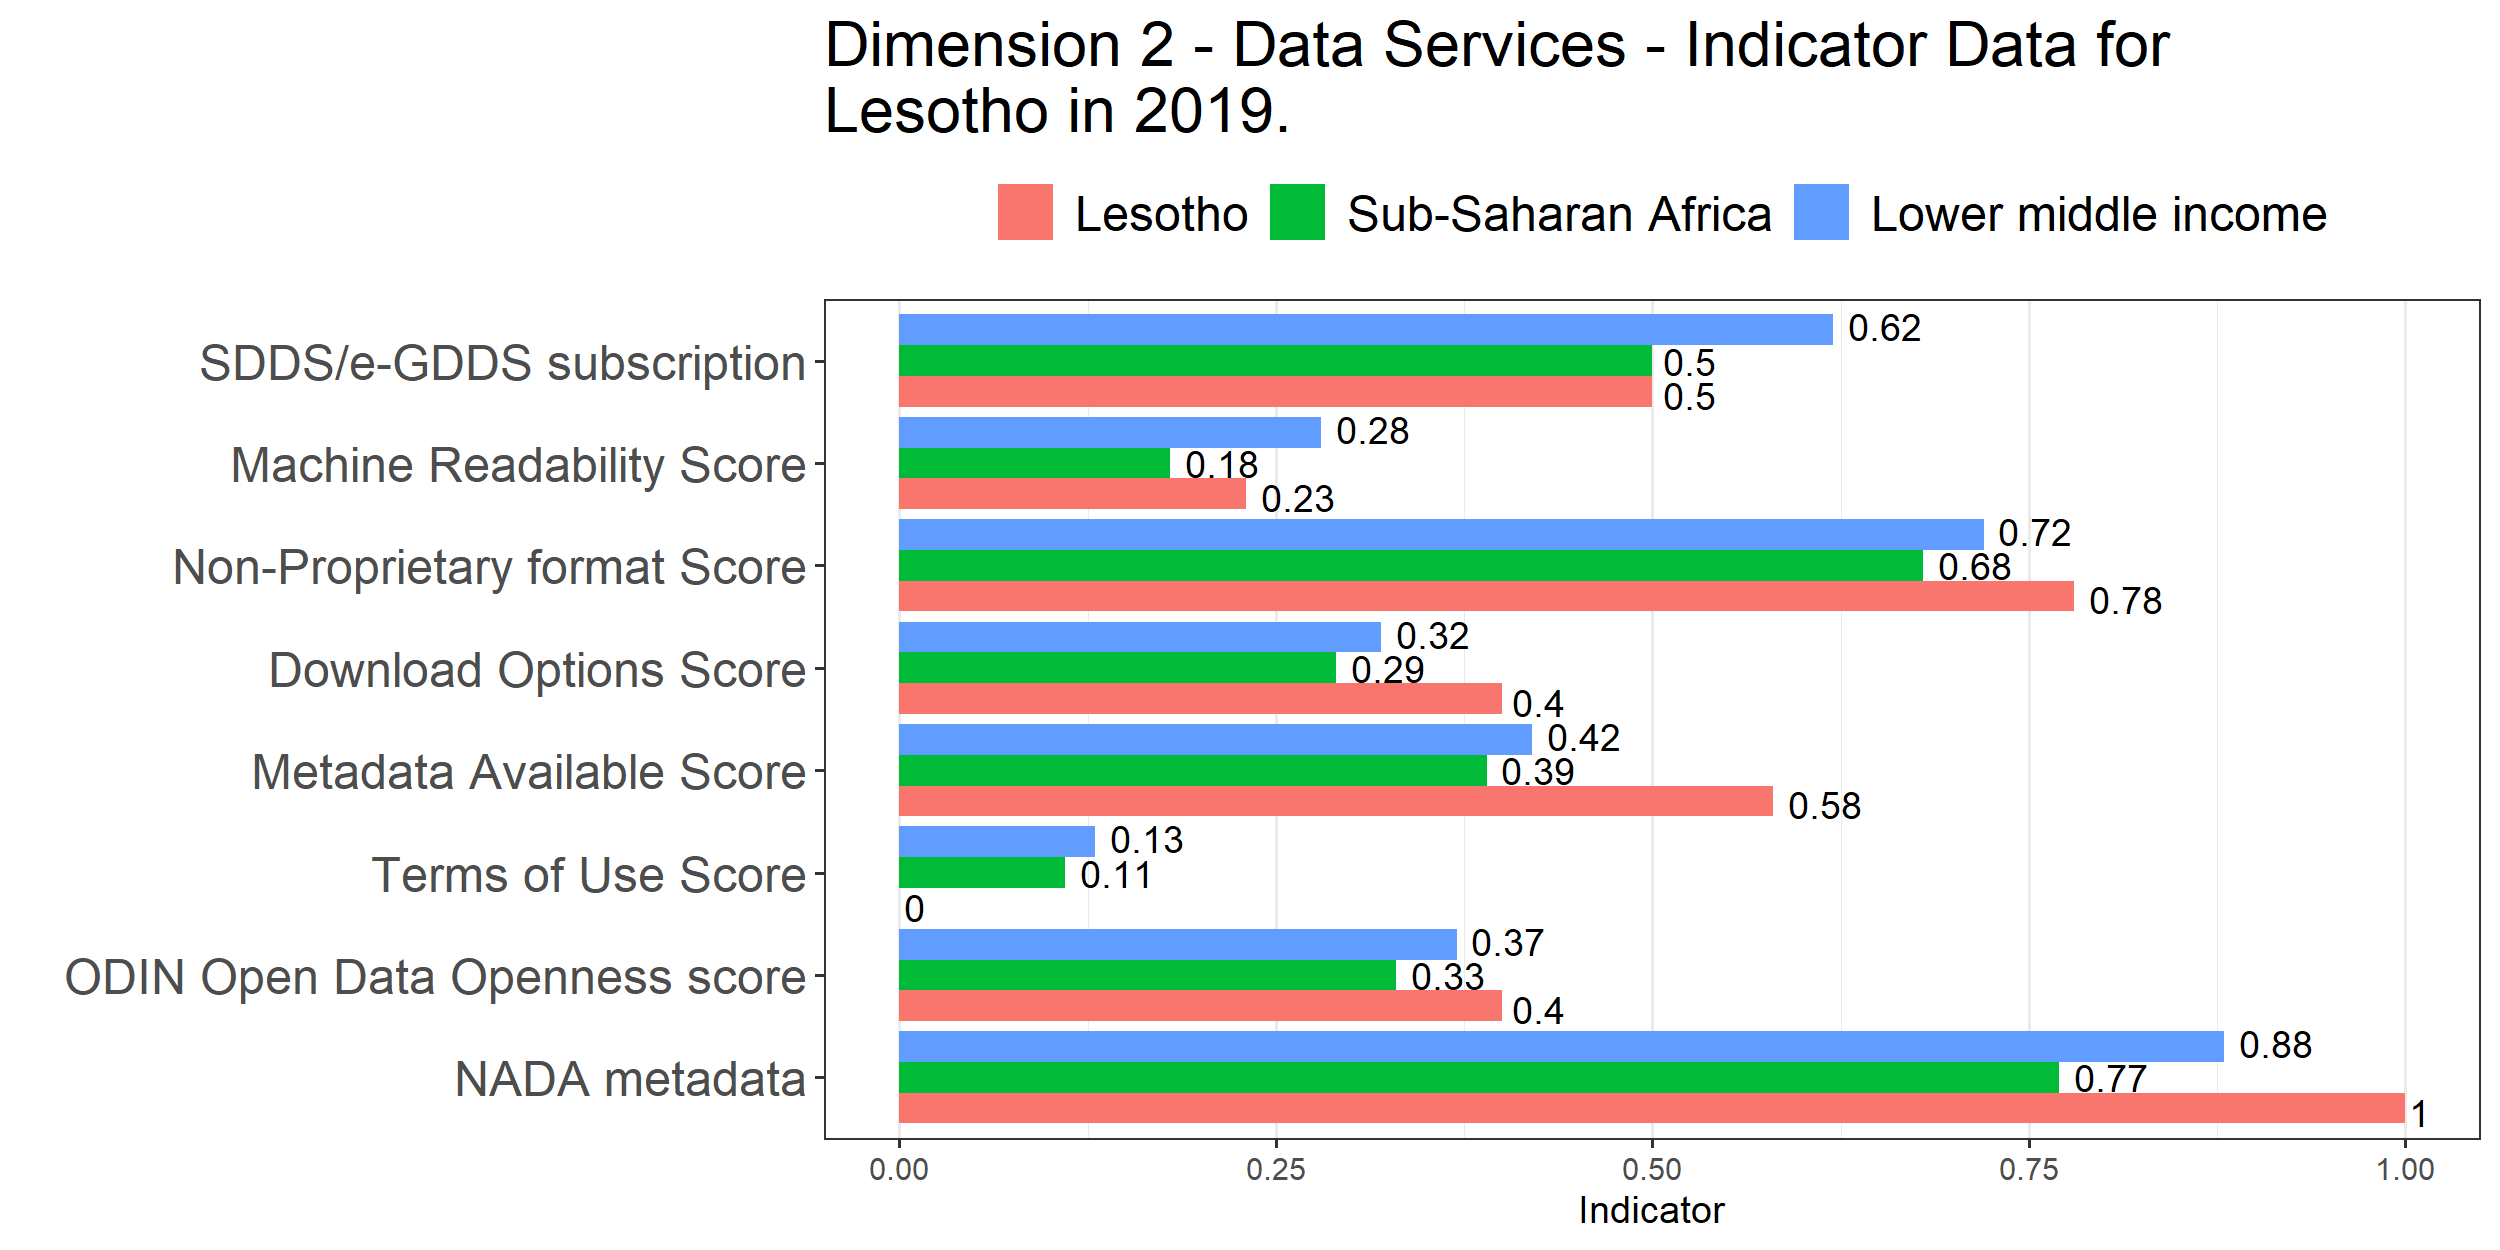 Dimension 2 - Data Services - Indicator Data for
Lesotho in 2019.
Lesotho Sub-Saharan Africa Lower middle income
SDDS/e-GDDS subscription
0.62
0.5
0.5
Machine Readability Score
0.28
0.18
0.23
Non-Proprietary format Score
0.72
0.68
0.78
Download Options Score
0.32
0.29
0.4
Metadata Available Score
0.42
0.39
0.58
Terms of Use Score
0.13
0.11
0
ODIN Open Data Openness score
0.37
0.33
0.4
NADA metadata
0.88
0.77
1
0.00 0.25 0.50 0.75 1.00
Indicator